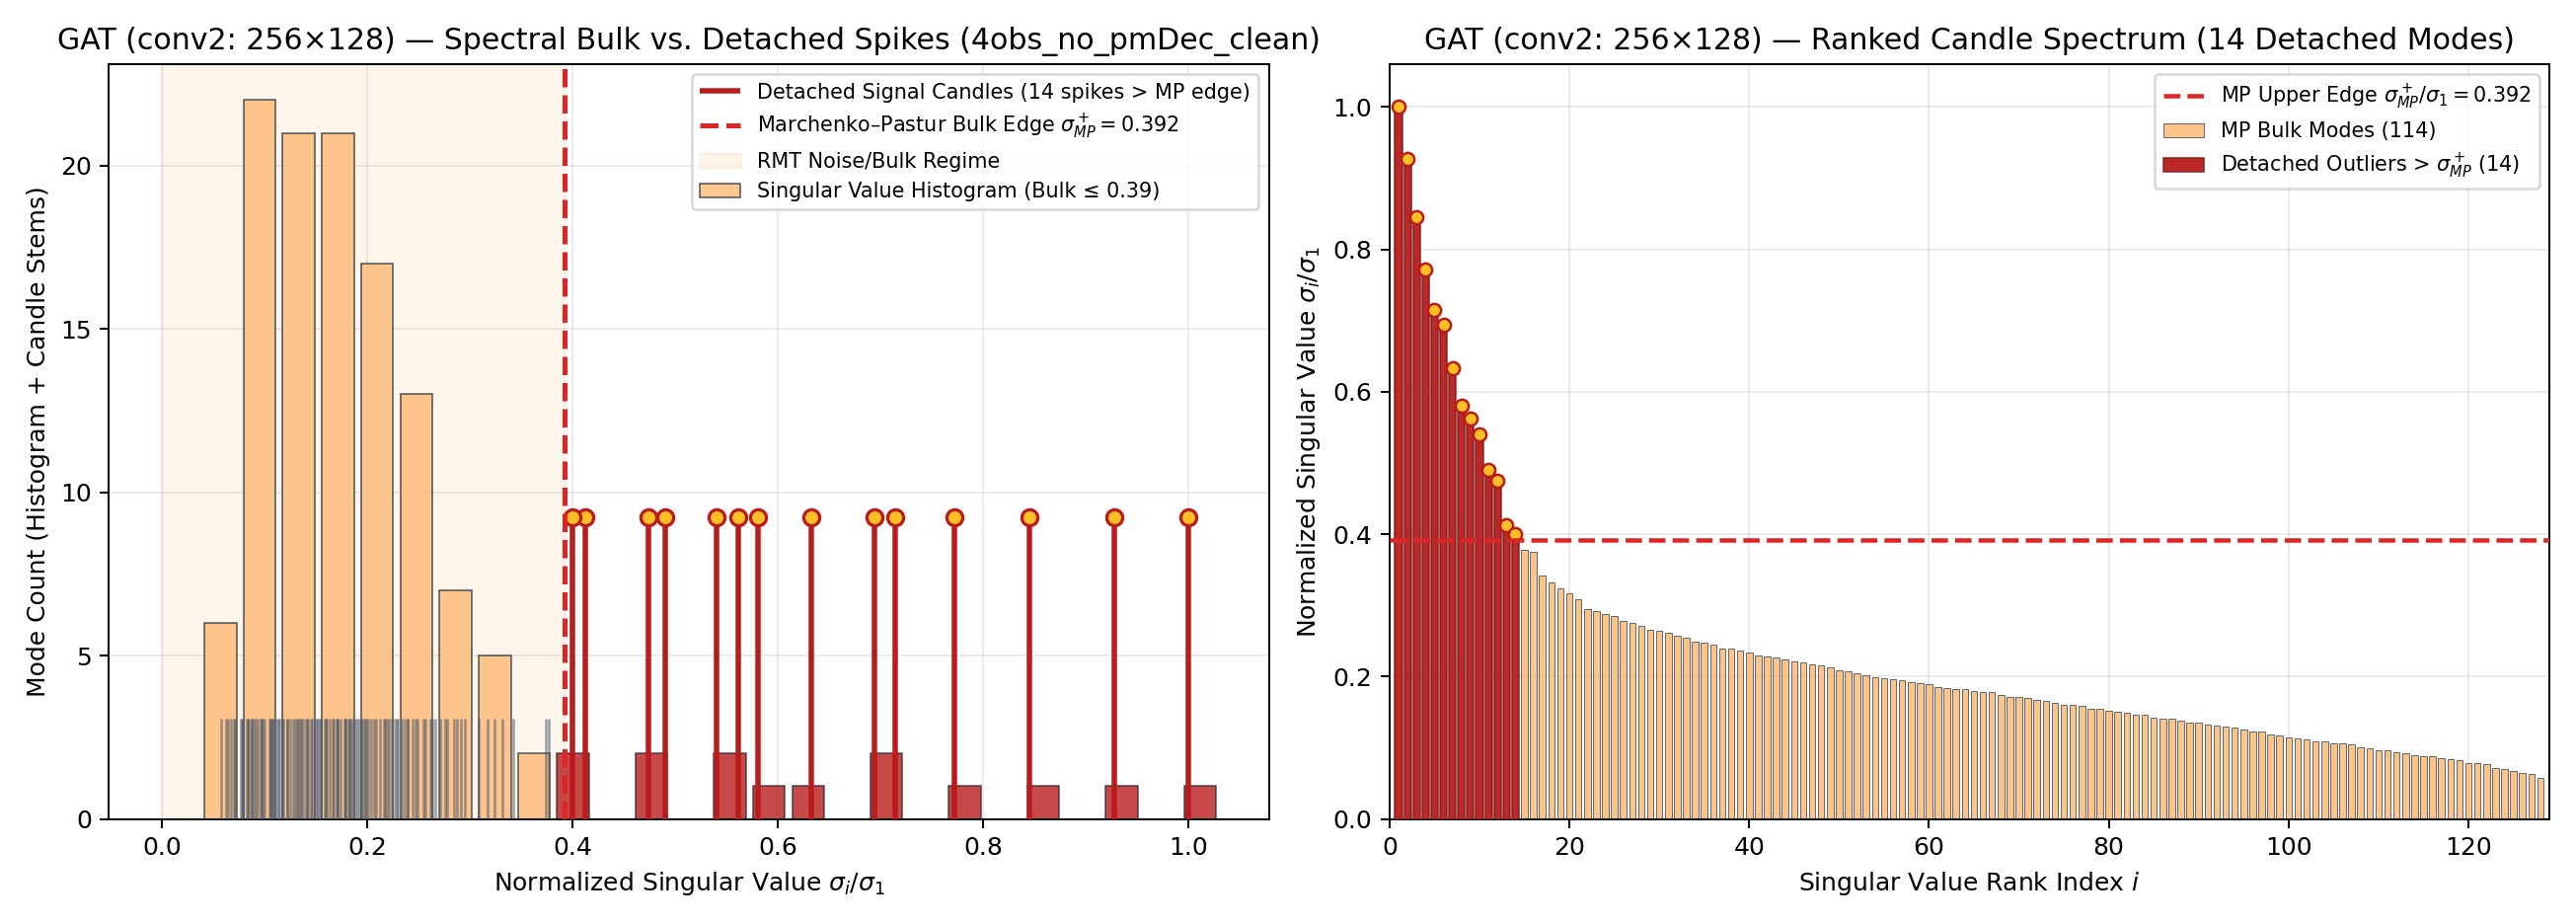 GAT (conv2: 256×128) — Spectral Bulk vs. Detached Spikes (4obs_no_pmDec_clean)
Mode Count (Histogram + Candle Stems)
20
15
10
5
0
Detached Signal Candles (14 spikes > MP edge)
Marchenko–Pastur Bulk Edge σ⁺_MP = 0.392
RMT Noise/Bulk Regime
Singular Value Histogram (Bulk ≤ 0.39)
0.0 0.2 0.4 0.6 0.8 1.0
Normalized Singular Value σᵢ/σ₁
GAT (conv2: 256×128) — Ranked Candle Spectrum (14 Detached Modes)
Normalized Singular Value σᵢ/σ₁
1.0
0.8
0.6
0.4
0.2
0.0
MP Upper Edge σ⁺_MP/σ₁ = 0.392
MP Bulk Modes (114)
Detached Outliers > σ⁺_MP (14)
0 20 40 60 80 100 120
Singular Value Rank Index i